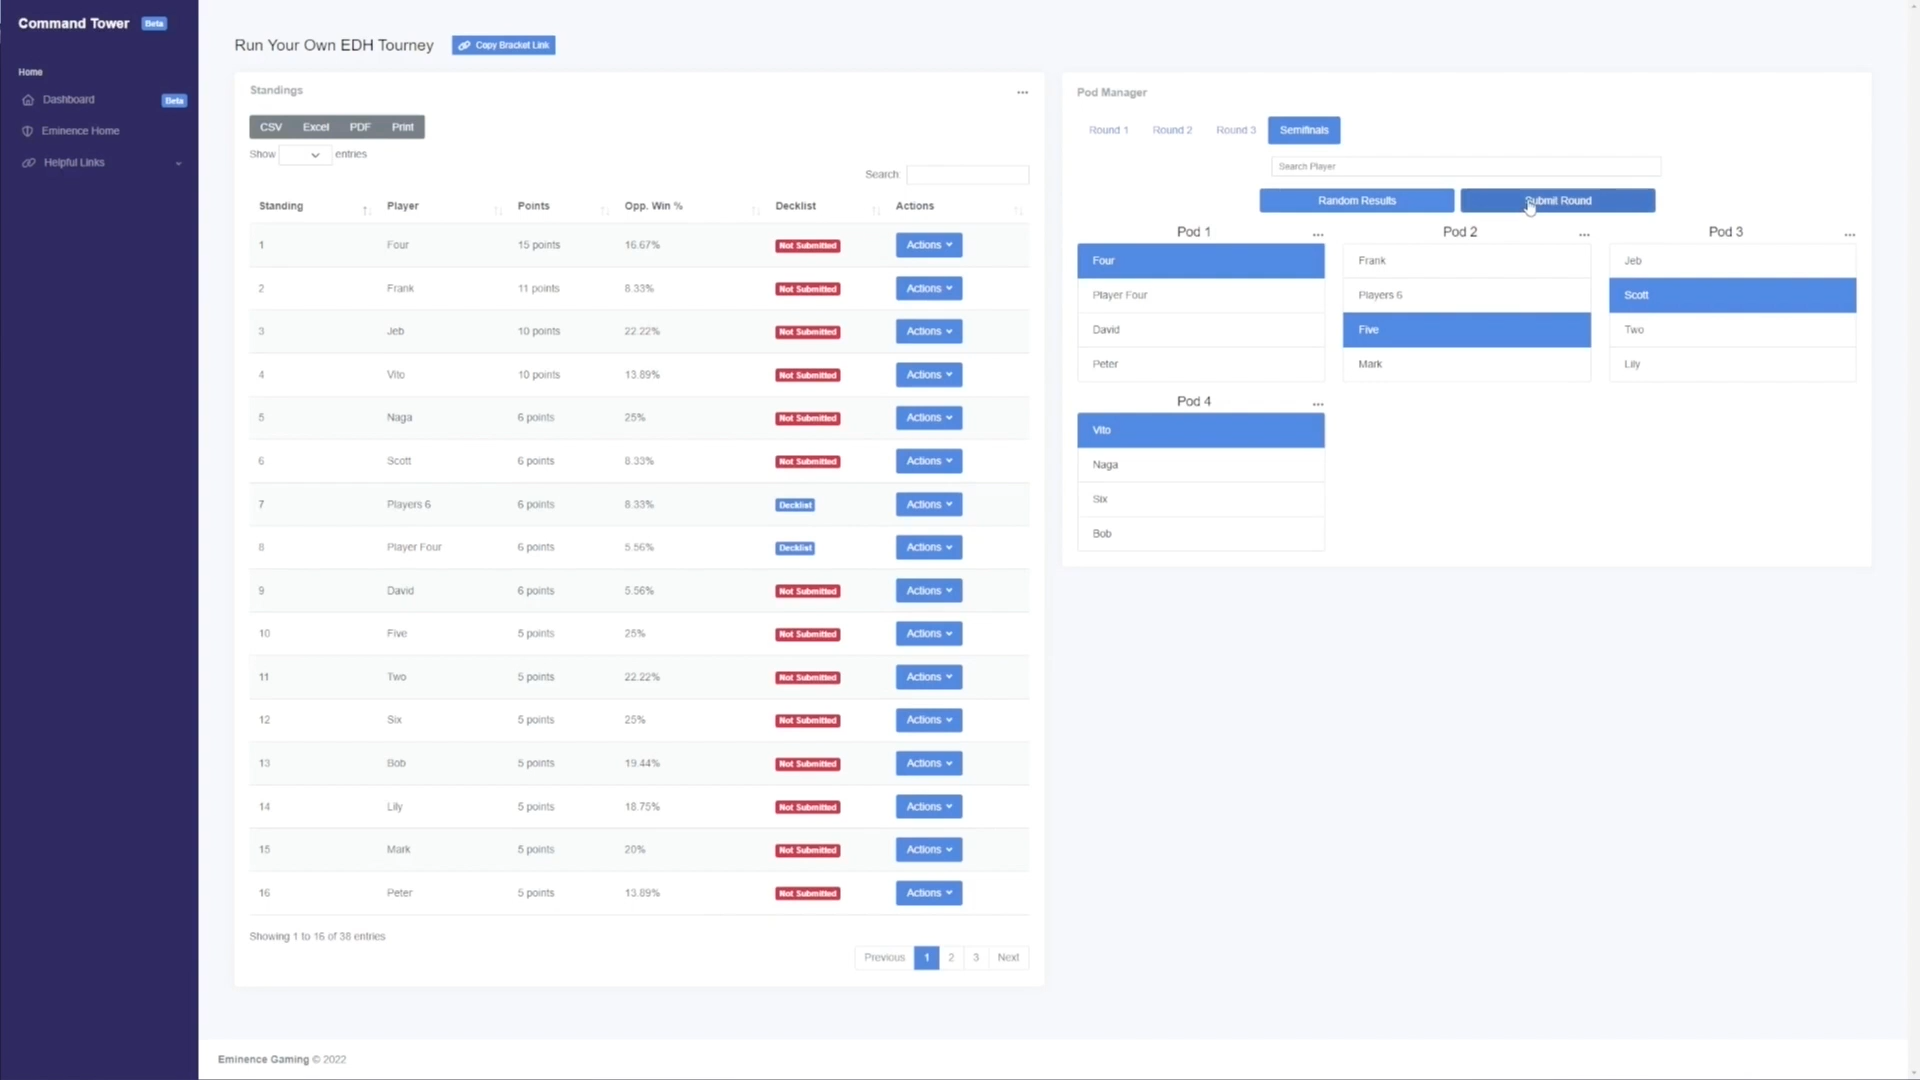 Command Tower Beta
Home
Dashboard Beta
Eminence Home
Helpful Links
Run Your Own EDH Tourney Copy Bracket Link
Standings ...
CSV Excel PDF Print
Show entries
Search:
Standing Player Points Opp. Win % Decklist Actions
1 Four 15 points 16.67% Not Submitted Actions
2 Frank 11 points 8.33% Not Submitted Actions
3 Jeb 10 points 22.22% Not Submitted Actions
4 Vito 10 points 13.89% Not Submitted Actions
5 Naga 6 points 25% Not Submitted Actions
6 Scott 6 points 8.33% Not Submitted Actions
7 Players 6 6 points 8.33% Decklist Actions
8 Player Four 6 points 5.56% Decklist Actions
9 David 6 points 5.56% Not Submitted Actions
10 Five 5 points 25% Not Submitted Actions
11 Two 5 points 22.22% Not Submitted Actions
12 Six 5 points 25% Not Submitted Actions
13 Bob 5 points 19.44% Not Submitted Actions
14 Lily 5 points 18.75% Not Submitted Actions
15 Mark 5 points 20% Not Submitted Actions
16 Peter 5 points 13.89% Not Submitted Actions
Showing 1 to 16 of 38 entries
Previous 1 2 3 Next
Pod Manager
Round 1 Round 2 Round 3 Semifinals
Search Player
Random Results Submit Round
Pod 1 ... Pod 2 ... Pod 3 ...
Four Frank Jeb
Player Four Players 6 Scott
David Five Two
Peter Mark Lily
Pod 4 ...
Vito
Naga
Six
Bob
Eminence Gaming © 2022